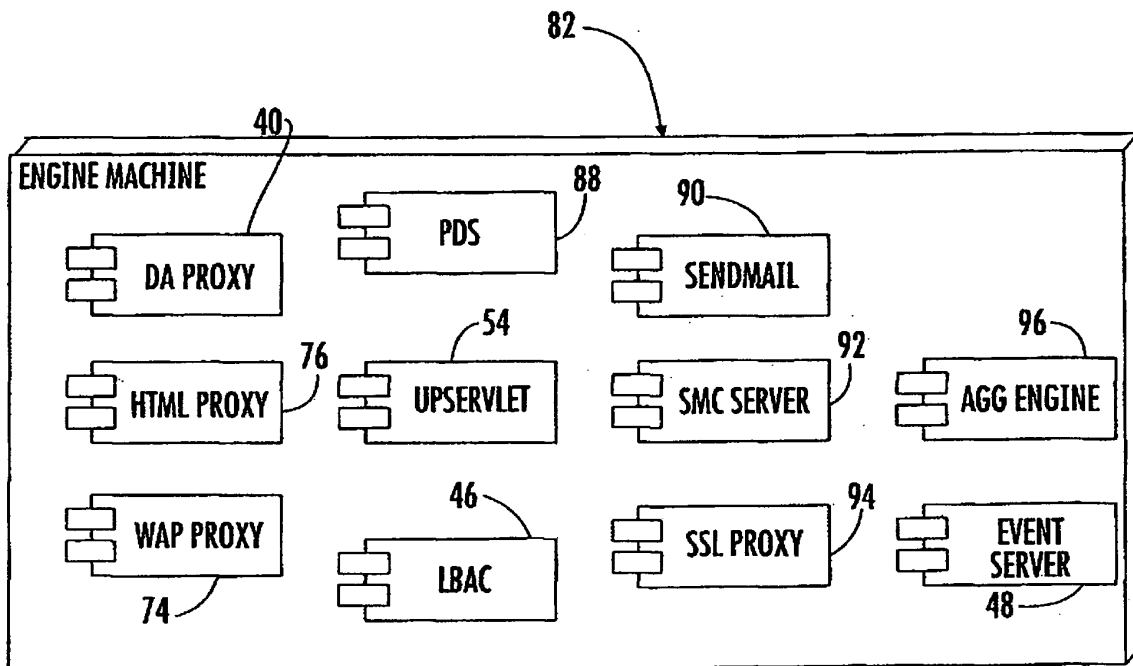 82
40
ENGINE MACHINE
88
90
PDS
DA PROXY
SENDMAIL
54
96
76
92
HTML PROXY
UPSERVLET
SMC SERVER
AGG ENGINE
46
94
WAP PROXY
SSL PROXY
EVENT
SERVER
LBAC
74
48